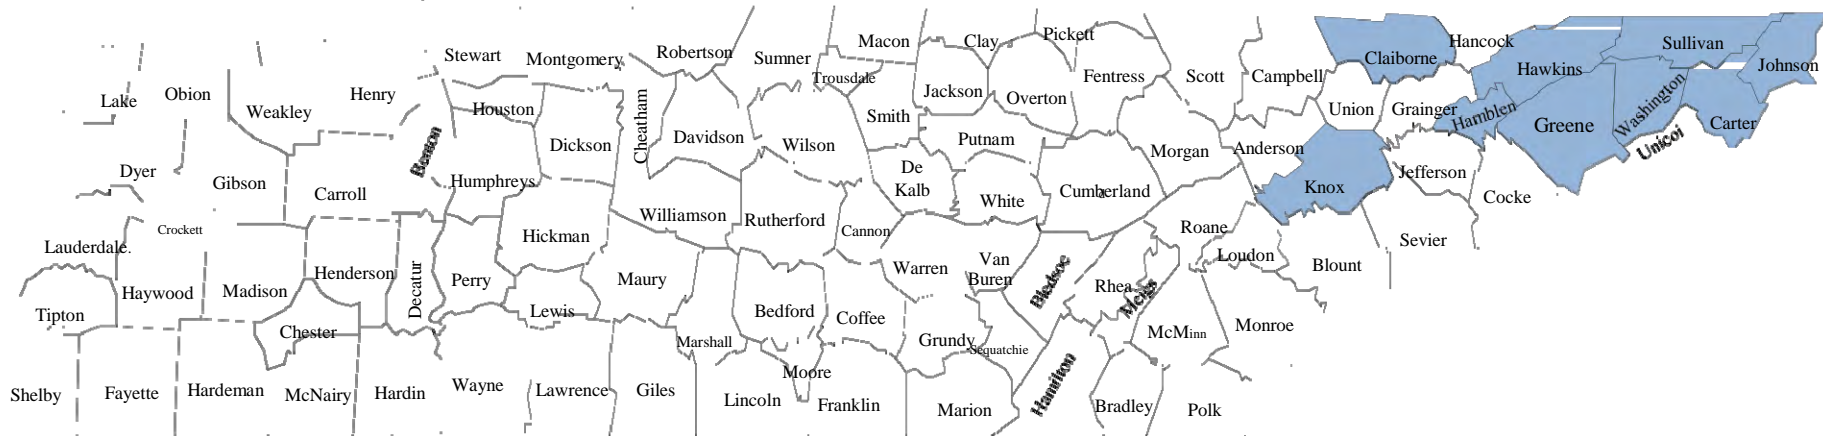 Pickett
Hancock
Macon
Clay
Stewart
Montgomery
Robertson
Sumner
Claiborne
Sullivan
Trousdale
Fentress
Scott
Campbell
Hawkins
Johnson
Lake
Obion
Henry
Jackson
Overton
Weakley
Houston
Smith
Union
Grainger
Hamblen
Washington
Cheatham
Davidson
Wilson
Putnam
Greene
Carter
Dickson
Morgan
Anderson
Unicoi
Benton
Dyer
Gibson
Carroll
Humphreys
De
Kalb
White
Cumberland
Knox
Jefferson
Cocke
Crockett
Williamson
Rutherford
Cannon
Roane
Sevier
Lauderdale.
Hickman
Loudon
Blount
Haywood
Madison
Henderson
Decatur
Perry
Maury
Warren
Van
Buren
Bledsoe
Rhea
Meigs
Tipton
Chester
Lewis
Bedford
Coffee
Grundy
Sequatchie
McMinn
Monroe
Marshall
Moore
Shelby
Fayette
Hardeman
McNairy
Hardin
Wayne
Lawrence
Giles
Lincoln
Franklin
Marion
Hamilton
Bradley
Polk